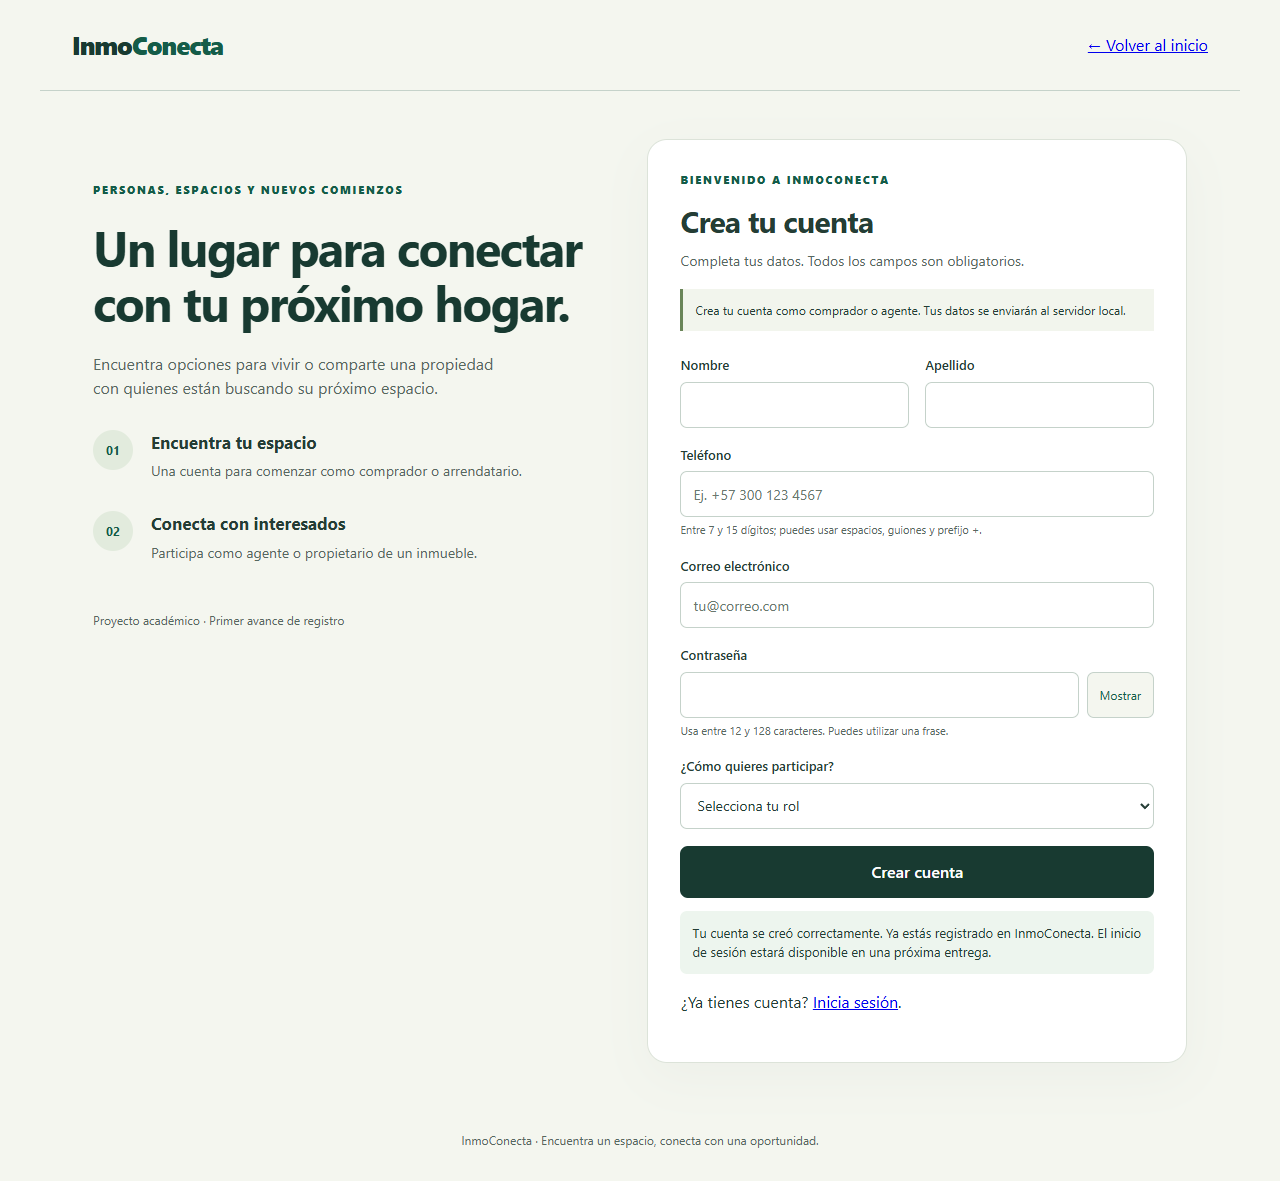 InmoConecta
← Volver al inicio
PERSONAS, ESPACIOS Y NUEVOS COMIENZOS
Un lugar para conectar
con tu próximo hogar.
Encuentra opciones para vivir o comparte una propiedad
con quienes están buscando su próximo espacio.
01
Encuentra tu espacio
Una cuenta para comenzar como comprador o arrendatario.
02
Conecta con interesados
Participa como agente o propietario de un inmueble.
Proyecto académico · Primer avance de registro
BIENVENIDO A INMOCONECTA
Crea tu cuenta
Completa tus datos. Todos los campos son obligatorios.
Crea tu cuenta como comprador o agente. Tus datos se enviarán al servidor local.
Nombre
Apellido
Teléfono
Ej. +57 300 123 4567
Entre 7 y 15 dígitos; puedes usar espacios, guiones y prefijo +.
Correo electrónico
tu@correo.com
Contraseña
Mostrar
Usa entre 12 y 128 caracteres. Puedes utilizar una frase.
¿Cómo quieres participar?
Selecciona tu rol
Crear cuenta
Tu cuenta se creó correctamente. Ya estás registrado en InmoConecta. El inicio
de sesión estará disponible en una próxima entrega.
¿Ya tienes cuenta? Inicia sesión.
InmoConecta · Encuentra un espacio, conecta con una oportunidad.